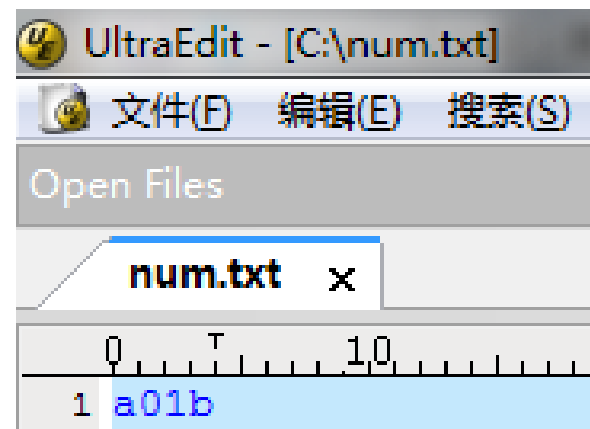 UltraEdit - [C:\num.txt]
文件(F) 编辑(E) 搜索(S)
Open Files
num.txt x
0 10
1 a01b